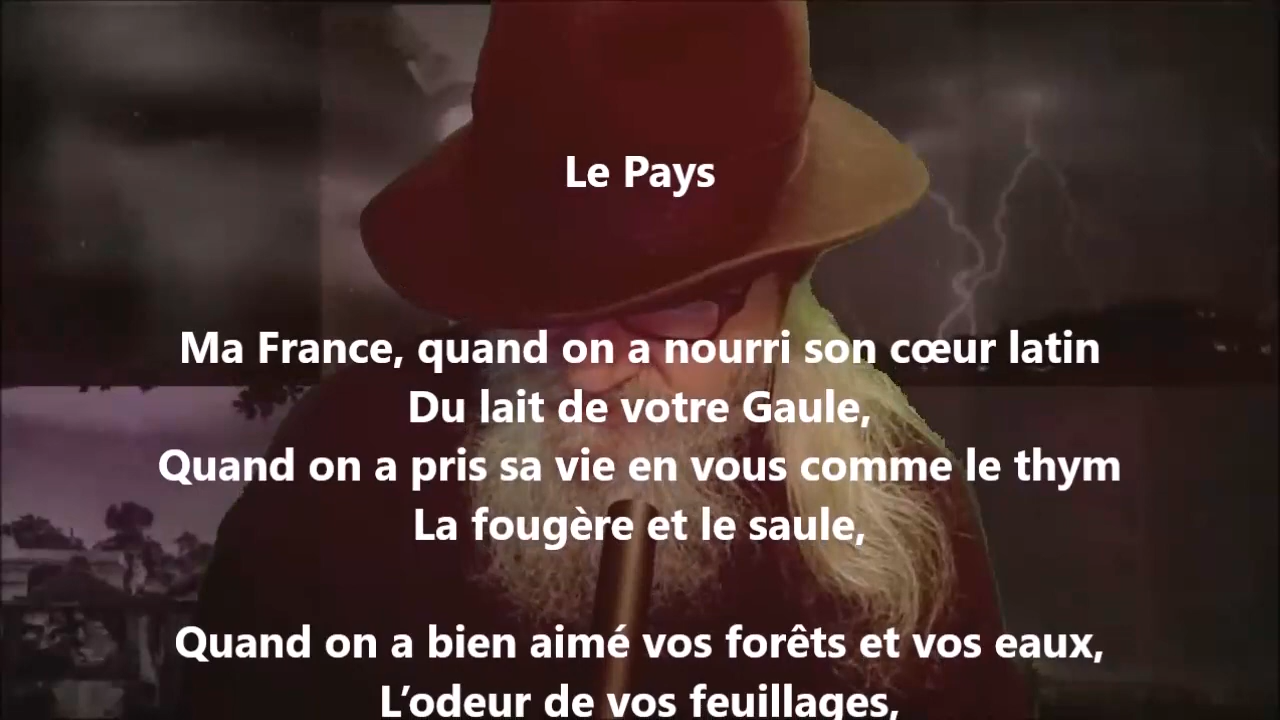 Le Pays
Ma France, quand on a nourri son cœur latin
Du lait de votre Gaule,
Quand on a pris sa vie en vous comme le thym
La fougère et le saule,
Quand on a bien aimé vos forêts et vos eaux,
L’odeur de vos feuillages,